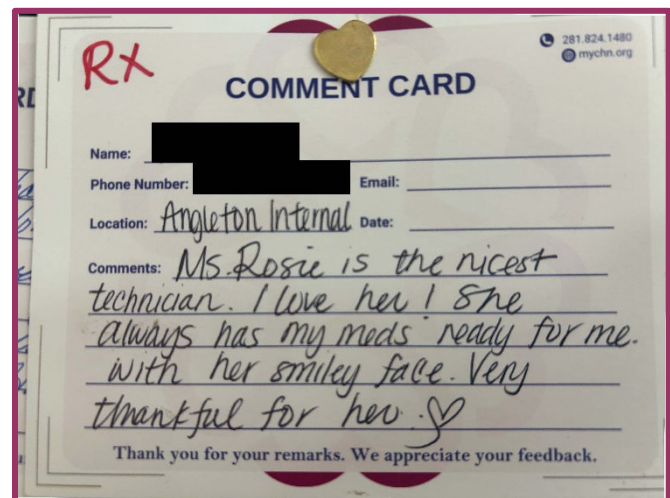 RX
281.824.1480
mychn.org
COMMENT CARD
Name:
Phone Number: Email:
Location: Angleton Internal Date:
Comments: Ms. Rosie is the nicest
technician. I love her! She
always has my meds ready for me.
with her smiley face. Very
thankful for her.
Thank you for your remarks. We appreciate your feedback.